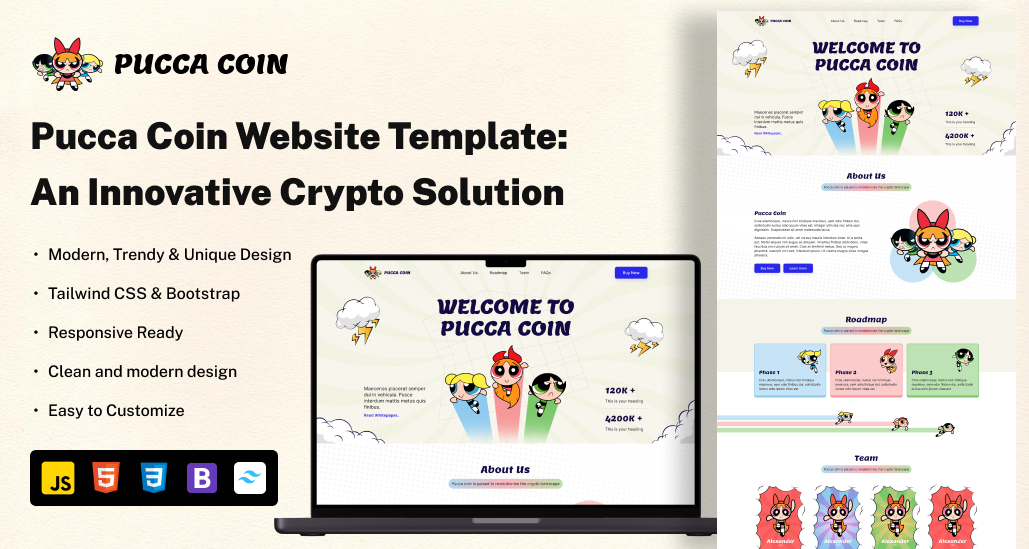 PUCCA COIN
Pucca Coin Website Template:
An Innovative Crypto Solution
• Modern, Trendy & Unique Design
• Tailwind CSS & Bootstrap
• Responsive Ready
• Clean and modern design
• Easy to Customize
JS
5
3
B
PUCCA COIN
About Us Roadmap Team FAQs
Buy Now
WELCOME TO
PUCCA COIN
Maecenas placerat semper
dui in vehicula. Fusce
interdum mattis metus quis
finibus.
Read Whitepaper.
120K +
This is your heading
4200K +
This is your heading
About Us
Pucca coin is poised to revolutionize the crypto landscape
PUCCA COIN
About Us Roadmap Team FAQs
Buy Now
WELCOME TO
PUCCA COIN
Maecenas placerat semper
dui in vehicula. Fusce
interdum mattis metus quis
finibus.
120K +
This is your heading
4200K +
This is your heading
About Us
Pucca coin is poised to revolutionize the crypto landscape
Pucca Coin
Buy Now Learn more
Roadmap
Pucca coin is poised to revolutionize the crypto landscape
Phase 1
Phase 2
Phase 3
Team
Pucca coin is poised to revolutionize the crypto landscape
Alexander
Alexander
Alexander
Alexander